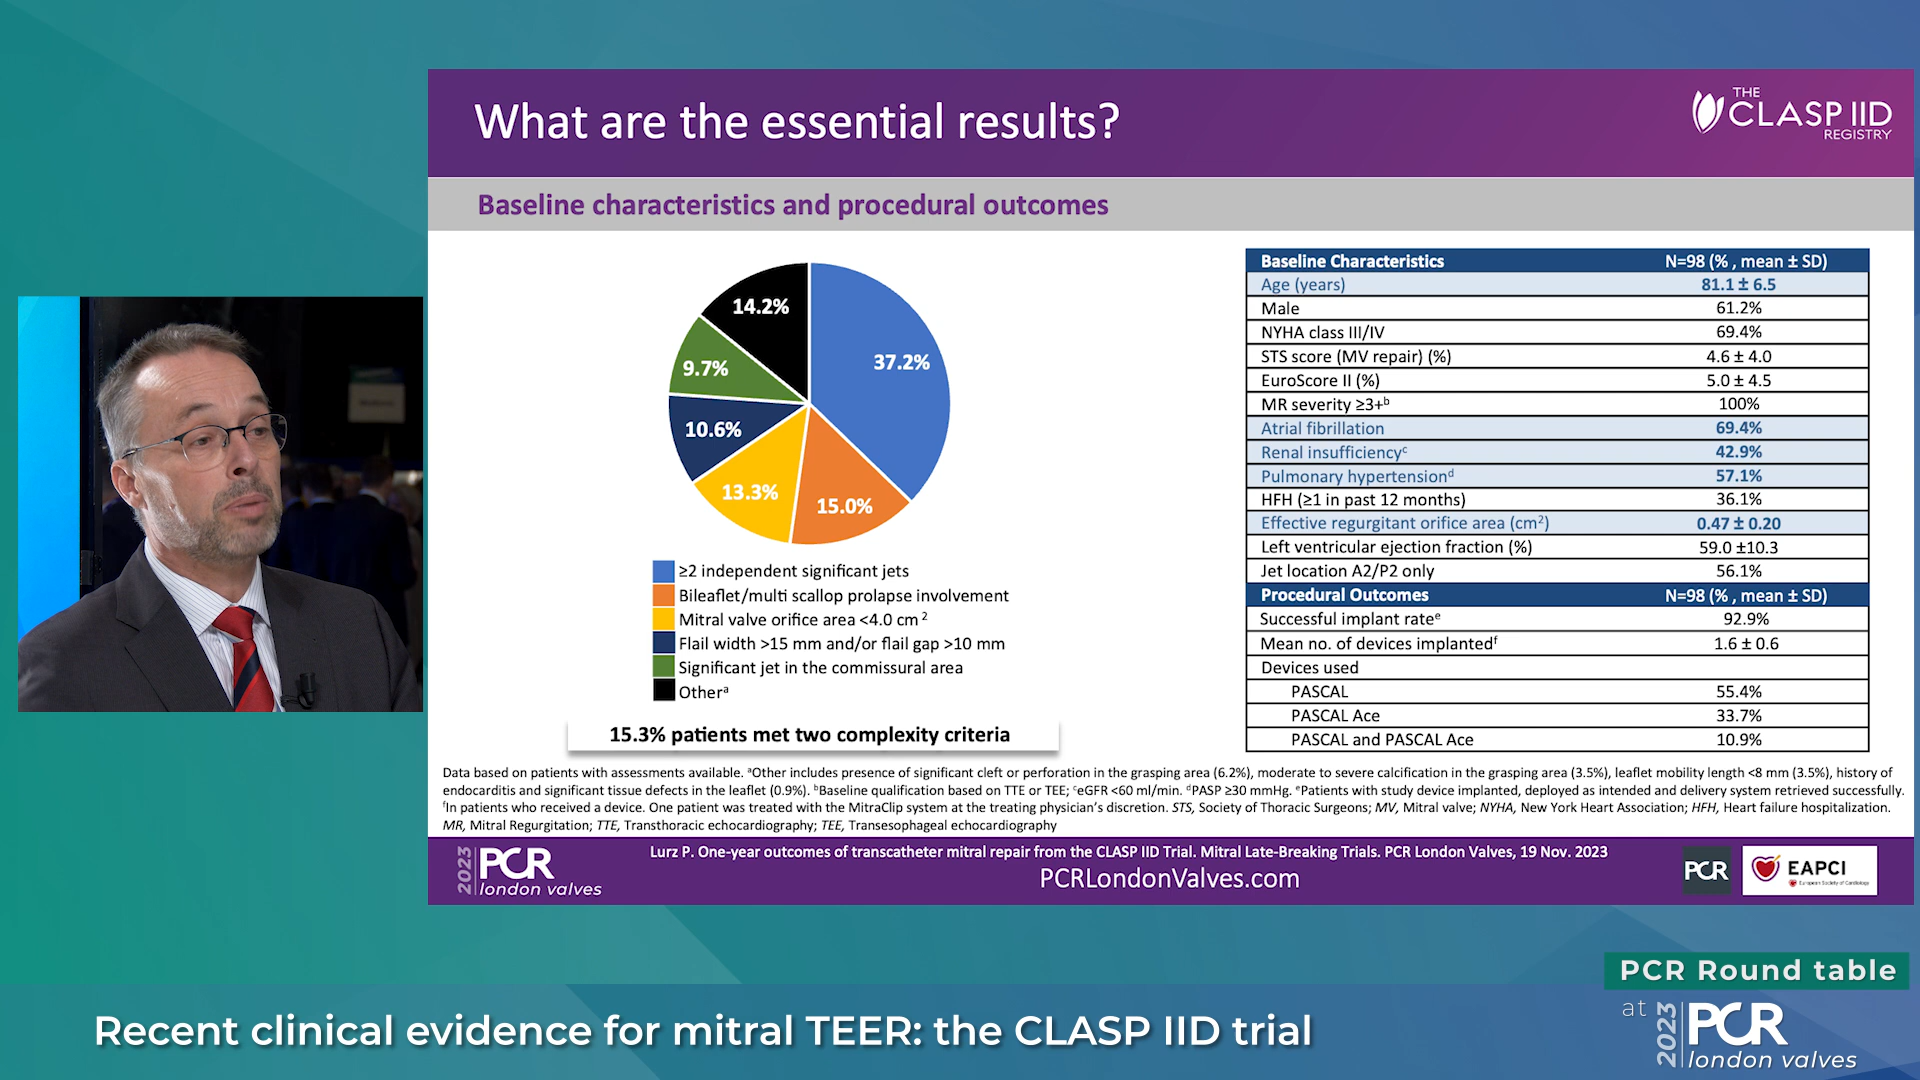 What are the essential results?
THE
CLASP IID
REGISTRY
Baseline characteristics and procedural outcomes
14.2%
37.2%
9.7%
10.6%
13.3%
15.0%
≥2 independent significant jets
Bileaflet/multi scallop prolapse involvement
Mitral valve orifice area <4.0 cm²
Flail width >15 mm and/or flail gap >10 mm
Significant jet in the commissural area
Otherᵃ
15.3% patients met two complexity criteria
Baseline Characteristics N=98 (% , mean ± SD)
Age (years) 81.1 ± 6.5
Male 61.2%
NYHA class III/IV 69.4%
STS score (MV repair) (%) 4.6 ± 4.0
EuroScore II (%) 5.0 ± 4.5
MR severity ≥3+ᵇ 100%
Atrial fibrillation 69.4%
Renal insufficiencyᶜ 42.9%
Pulmonary hypertensionᵈ 57.1%
HFH (≥1 in past 12 months) 36.1%
Effective regurgitant orifice area (cm²) 0.47 ± 0.20
Left ventricular ejection fraction (%) 59.0 ±10.3
Jet location A2/P2 only 56.1%
Procedural Outcomes N=98 (% , mean ± SD)
Successful implant rateᵉ 92.9%
Mean no. of devices implantedᶠ 1.6 ± 0.6
Devices used
PASCAL 55.4%
PASCAL Ace 33.7%
PASCAL and PASCAL Ace 10.9%
Data based on patients with assessments available. ᵃOther includes presence of significant cleft or perforation in the grasping area (6.2%), moderate to severe calcification in the grasping area (3.5%), leaflet mobility length <8 mm (3.5%), history of
endocarditis and significant tissue defects in the leaflet (0.9%). ᵇBaseline qualification based on TTE or TEE; ᶜeGFR <60 ml/min. ᵈPASP ≥30 mmHg. ᵉPatients with study device implanted, deployed as intended and delivery system retrieved successfully.
ᶠIn patients who received a device. One patient was treated with the MitraClip system at the treating physician's discretion. STS, Society of Thoracic Surgeons; MV, Mitral valve; NYHA, New York Heart Association; HFH, Heart failure hospitalization.
MR, Mitral Regurgitation; TTE, Transthoracic echocardiography; TEE, Transesophageal echocardiography
2023 PCR
london valves
Lurz P. One-year outcomes of transcatheter mitral repair from the CLASP IID Trial. Mitral Late-Breaking Trials. PCR London Valves, 19 Nov. 2023
PCRLondonValves.com
PCR
EAPCI
European Society of Cardiology
PCR Round table
Recent clinical evidence for mitral TEER: the CLASP IID trial
at 2023 PCR
london valves